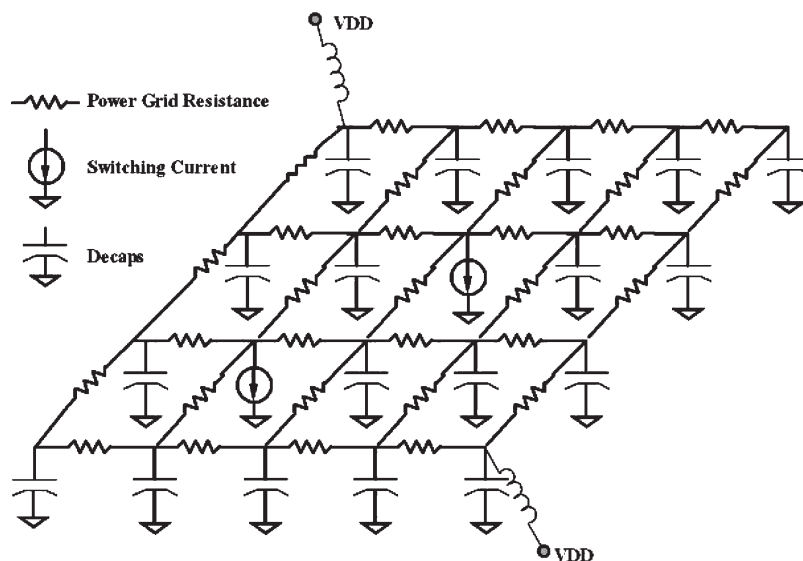 VDD
Power Grid Resistance
Switching Current
Decaps
VDD